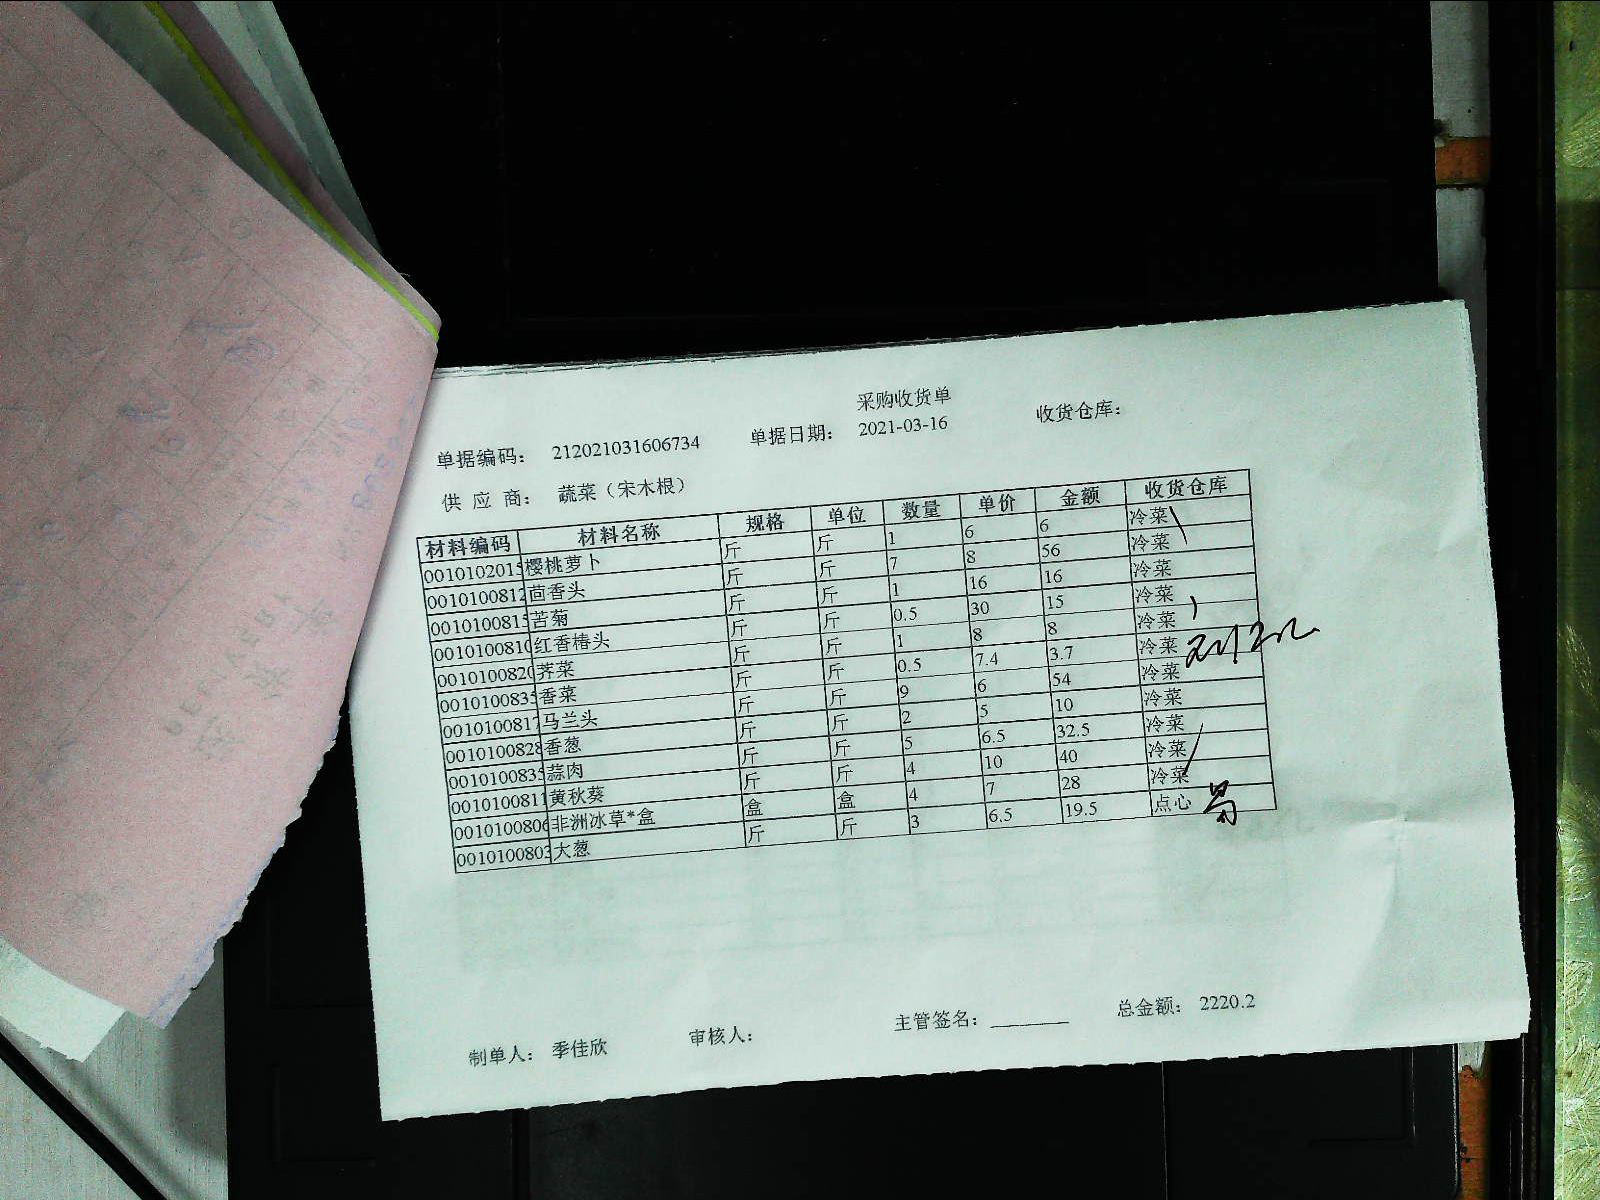 采购收货单
单据编码： 212021031606734 单据日期： 2021-03-16 收货仓库：
供 应 商： 蔬菜（宋木根）
材料编码 材料名称 规格 单位 数量 单价 金额 收货仓库
0010102015 樱桃萝卜 斤 斤 1 6 6 冷菜
0010100812 茴香头 斤 斤 7 8 56 冷菜
0010100815 苦菊 斤 斤 1 16 16 冷菜
0010100810 红香椿头 斤 斤 0.5 30 15 冷菜
0010100820 荠菜 斤 斤 1 8 8 冷菜
0010100835 香菜 斤 斤 0.5 7.4 3.7 冷菜
0010100817 马兰头 斤 斤 9 6 54 冷菜
0010100828 香葱 斤 斤 2 5 10 冷菜
0010100835 蒜肉 斤 斤 5 6.5 32.5 冷菜
0010100811 黄秋葵 斤 斤 4 10 40 冷菜
0010100806 非洲冰草*盒 盒 盒 4 7 28 冷菜
0010100803 大葱 斤 斤 3 6.5 19.5 点心
制单人： 季佳欣 审核人： 主管签名： ________ 总金额： 2220.2